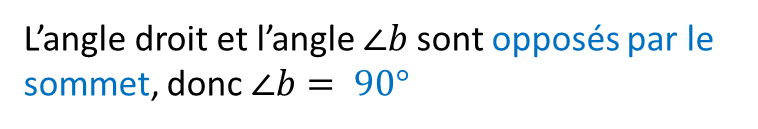 L’angle droit et l’angle ∠b sont opposés par le
sommet, donc ∠b = 90°